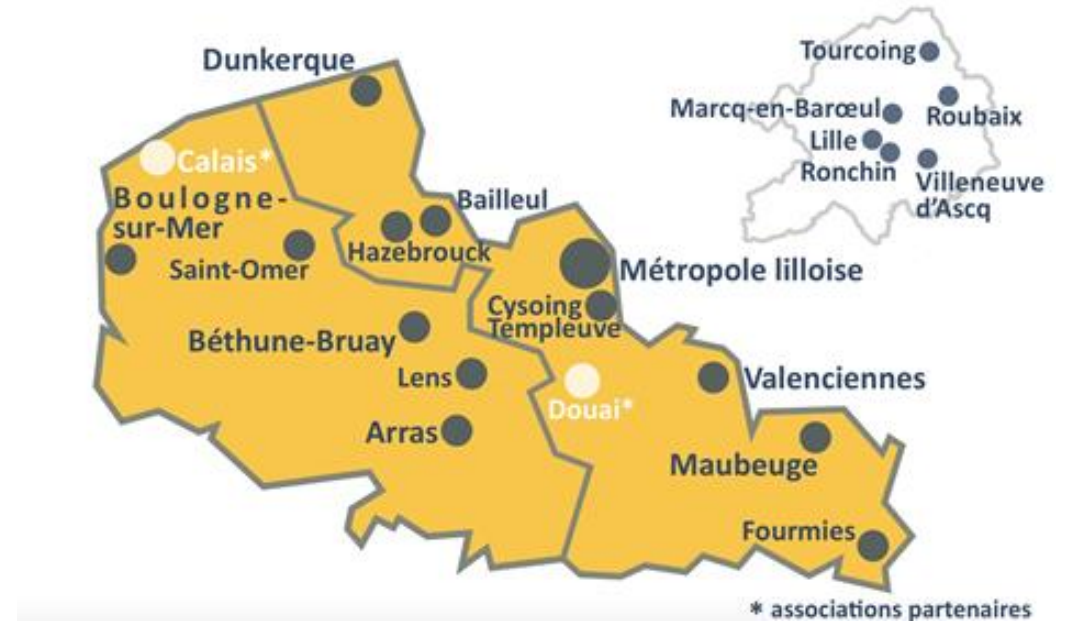 Dunkerque
Calais*
Boulogne-
sur-Mer
Saint-Omer
Hazebrouck
Bailleul
Métropole lilloise
Cysoing
Templeuve
Béthune-Bruay
Lens
Arras
Douai*
Valenciennes
Maubeuge
Fourmies
Tourcoing
Marcq-en-Barœul
Roubaix
Lille
Ronchin
Villeneuve
d'Ascq
* associations partenaires